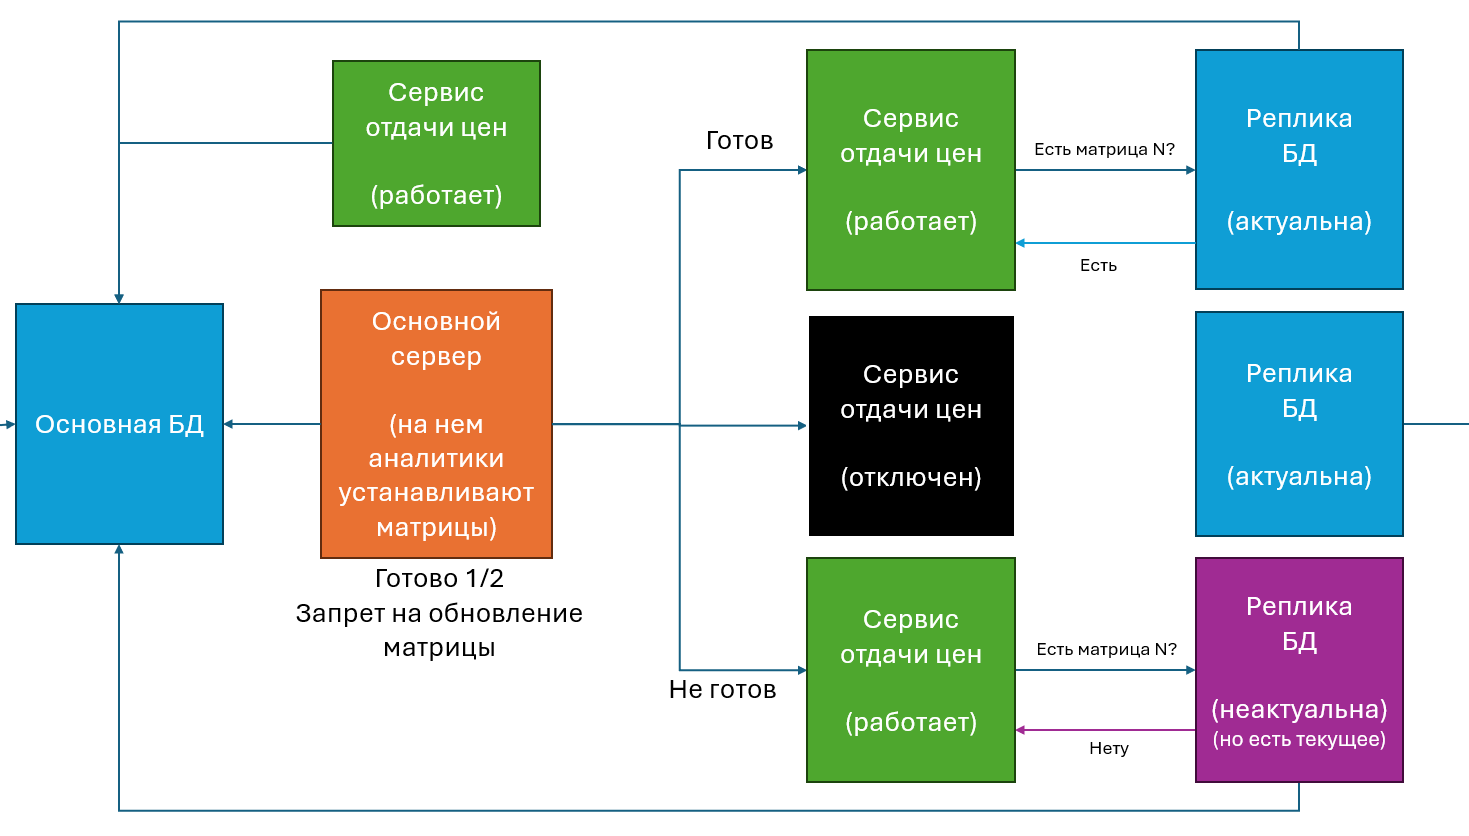 Сервис
отдачи цен
(работает)
Основная БД
Основной
сервер
(на нем
аналитики
устанавливают
матрицы)
Готово 1/2
Запрет на обновление
матрицы
Готов
Не готов
Сервис
отдачи цен
(работает)
Есть матрица N?
Есть
Реплика
БД
(актуальна)
Сервис
отдачи цен
(отключен)
Реплика
БД
(актуальна)
Сервис
отдачи цен
(работает)
Есть матрица N?
Нету
Реплика
БД
(неактуальна)
(но есть текущее)